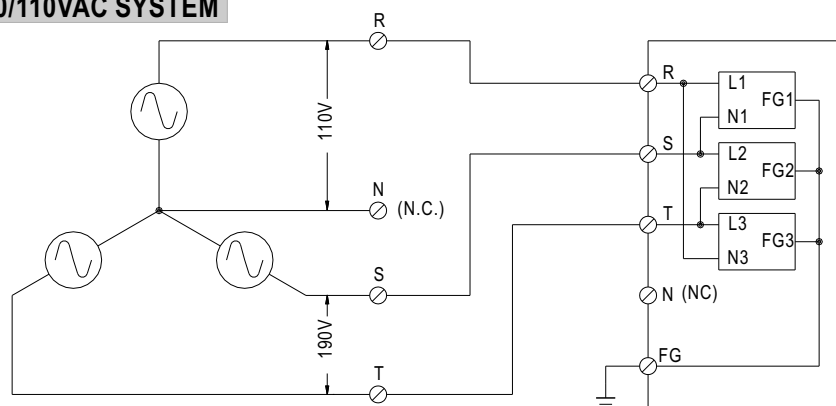 0/110VAC SYSTEM
R
110V
N
(N.C.)
S
190V
T
R
S
T
N (NC)
FG
L1
N1
FG1
L2
N2
FG2
L3
N3
FG3